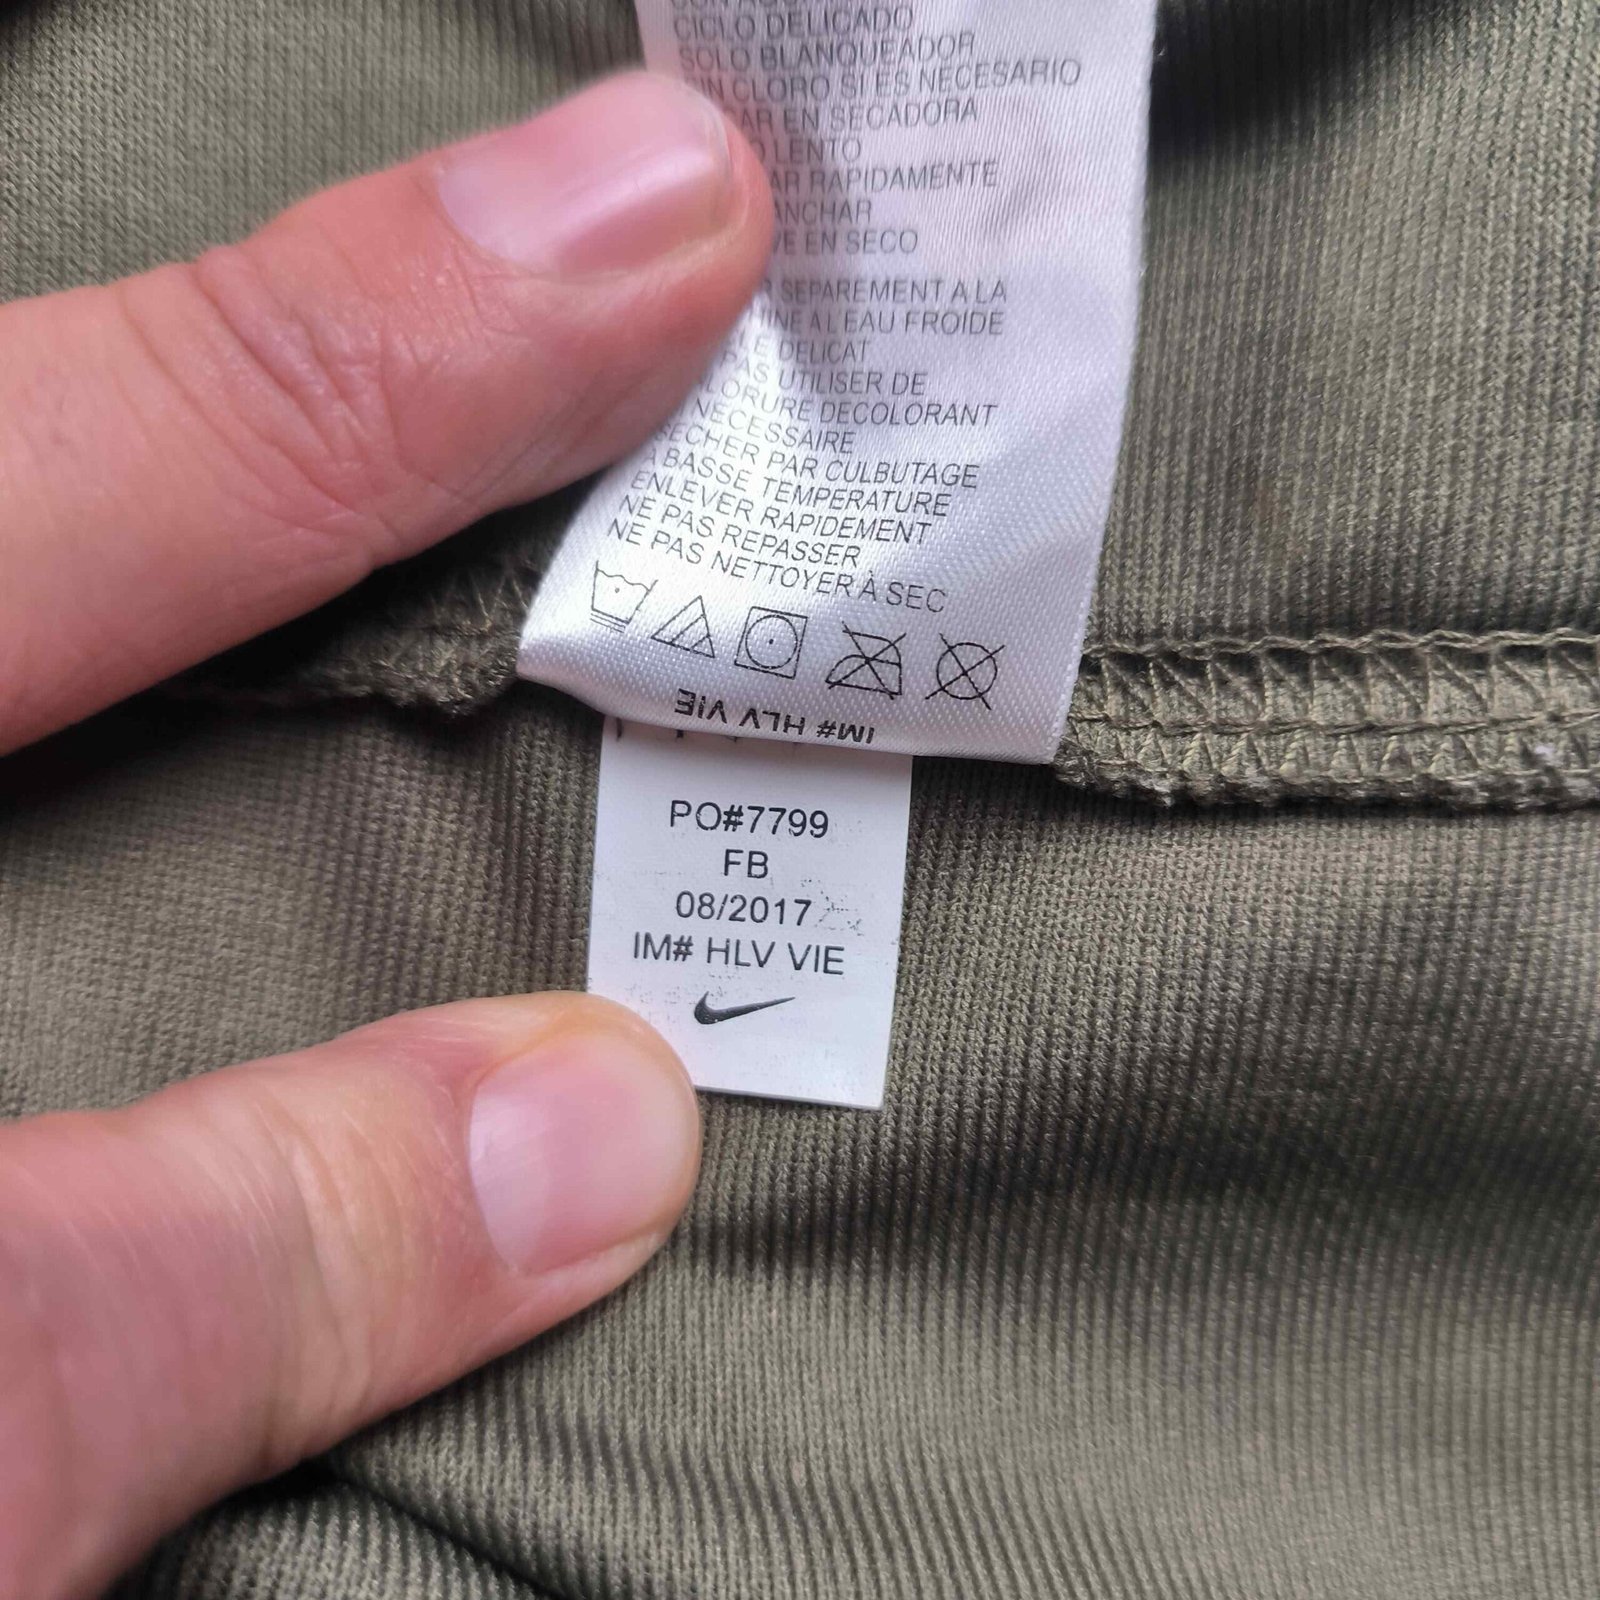 CICLO DELICADO
SOLO BLANQUEADOR
CLORO SI ES NECESARIO
EN SECADORA
LENTO
RAPIDAMENTE
EN SECO
SEPAREMENT A LA
A L'EAU FROIDE
DELICAT
PAS UTILISER DE
DECOLORANT
NECESSAIRE
SECHER PAR CULBUTAGE
A BASSE TEMPERATURE
ENLEVER RAPIDEMENT
NE PAS REPASSER
NE PAS NETTOYER À SEC
IM# HLV VIE
PO#7799
FB
08/2017
IM# HLV VIE